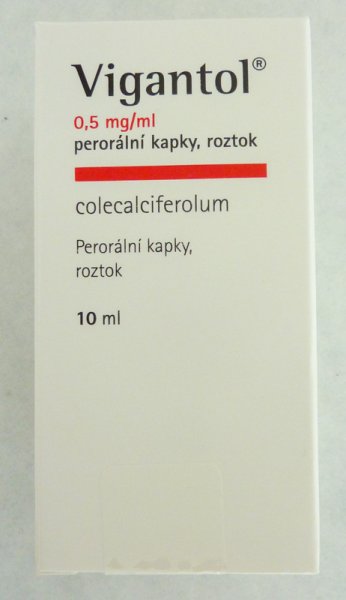 Vigantol®
0,5 mg/ml
perorální kapky, roztok
colecalciferolum
Perorální kapky,
roztok
10 ml